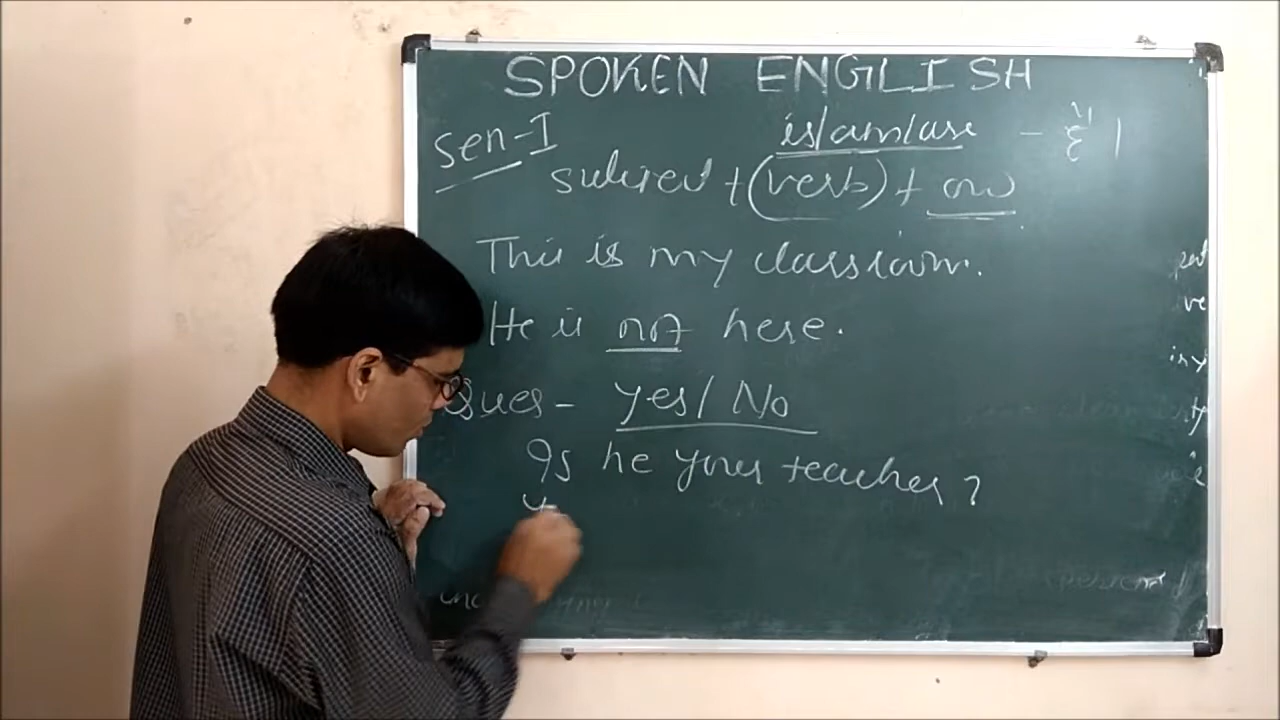 SPOKEN ENGLISH
Sen-I
is/am/are - हैं |
subject + (verb) +
This is my classroom.
He is not here.
Ques - Yes/No
Is he your teacher?